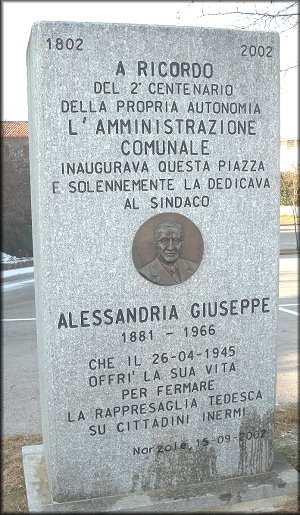 1802 2002
A RICORDO
DEL 2° CENTENARIO
DELLA PROPRIA AUTONOMIA
L'AMMINISTRAZIONE
COMUNALE
INAUGURAVA QUESTA PIAZZA
E SOLENNEMENTE LA DEDICAVA
AL SINDACO
ALESSANDRIA GIUSEPPE
1881 - 1966
CHE IL 26-04-1945
OFFRI' LA SUA VITA
PER FERMARE
LA RAPPRESAGLIA TEDESCA
SU CITTADINI INERMI
Narzole, 15-09-2002